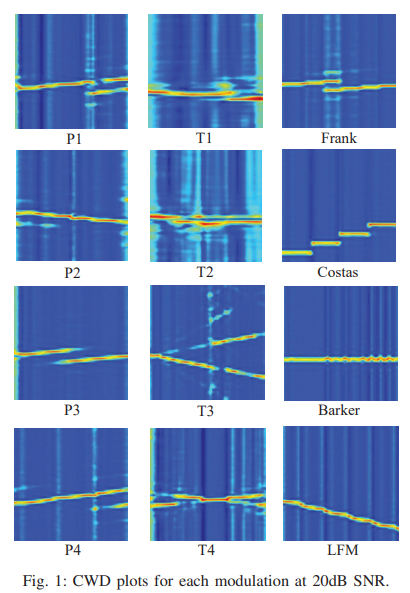 P1 T1 Frank
P2 T2 Costas
P3 T3 Barker
P4 T4 LFM
Fig. 1: CWD plots for each modulation at 20dB SNR.